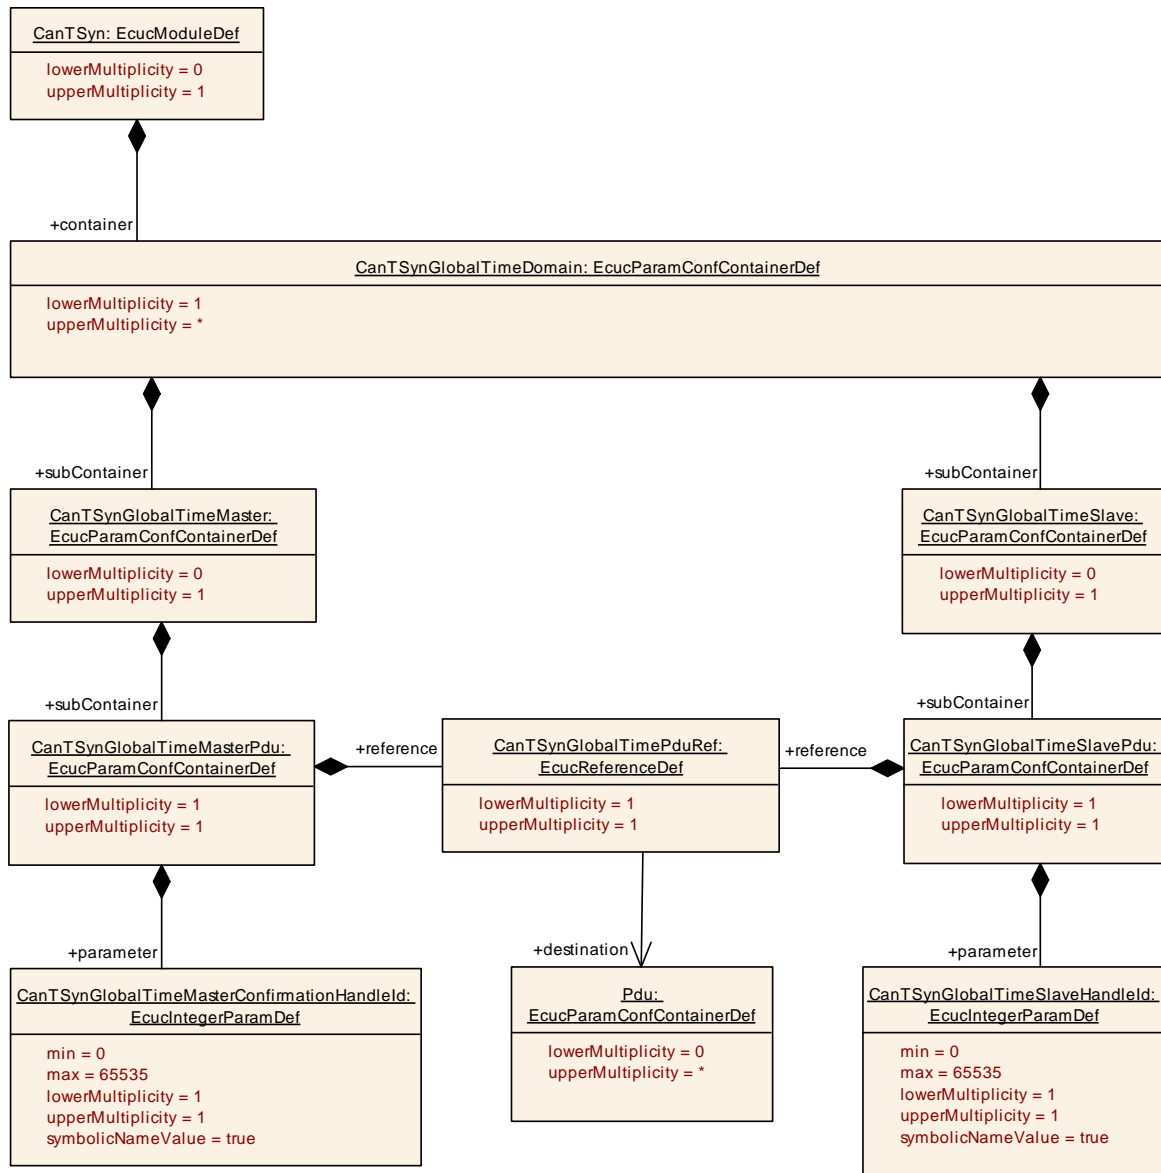 CanTSyn: EcucModuleDef
lowerMultiplicity = 0
upperMultiplicity = 1
+container
CanTSynGlobalTimeDomain: EcucParamConfContainerDef
lowerMultiplicity = 1
upperMultiplicity = *
+subContainer
+subContainer
CanTSynGlobalTimeMaster:
EcucParamConfContainerDef
lowerMultiplicity = 0
upperMultiplicity = 1
CanTSynGlobalTimeSlave:
EcucParamConfContainerDef
lowerMultiplicity = 0
upperMultiplicity = 1
+subContainer
+subContainer
CanTSynGlobalTimeMasterPdu:
EcucParamConfContainerDef
lowerMultiplicity = 1
upperMultiplicity = 1
+reference
CanTSynGlobalTimePduRef:
EcucReferenceDef
lowerMultiplicity = 1
upperMultiplicity = 1
+reference
CanTSynGlobalTimeSlavePdu:
EcucParamConfContainerDef
lowerMultiplicity = 1
upperMultiplicity = 1
+parameter
+destination
+parameter
CanTSynGlobalTimeMasterConfirmationHandleId:
EcucIntegerParamDef
min = 0
max = 65535
lowerMultiplicity = 1
upperMultiplicity = 1
symbolicNameValue = true
Pdu:
EcucParamConfContainerDef
lowerMultiplicity = 0
upperMultiplicity = *
CanTSynGlobalTimeSlaveHandleId:
EcucIntegerParamDef
min = 0
max = 65535
lowerMultiplicity = 1
upperMultiplicity = 1
symbolicNameValue = true